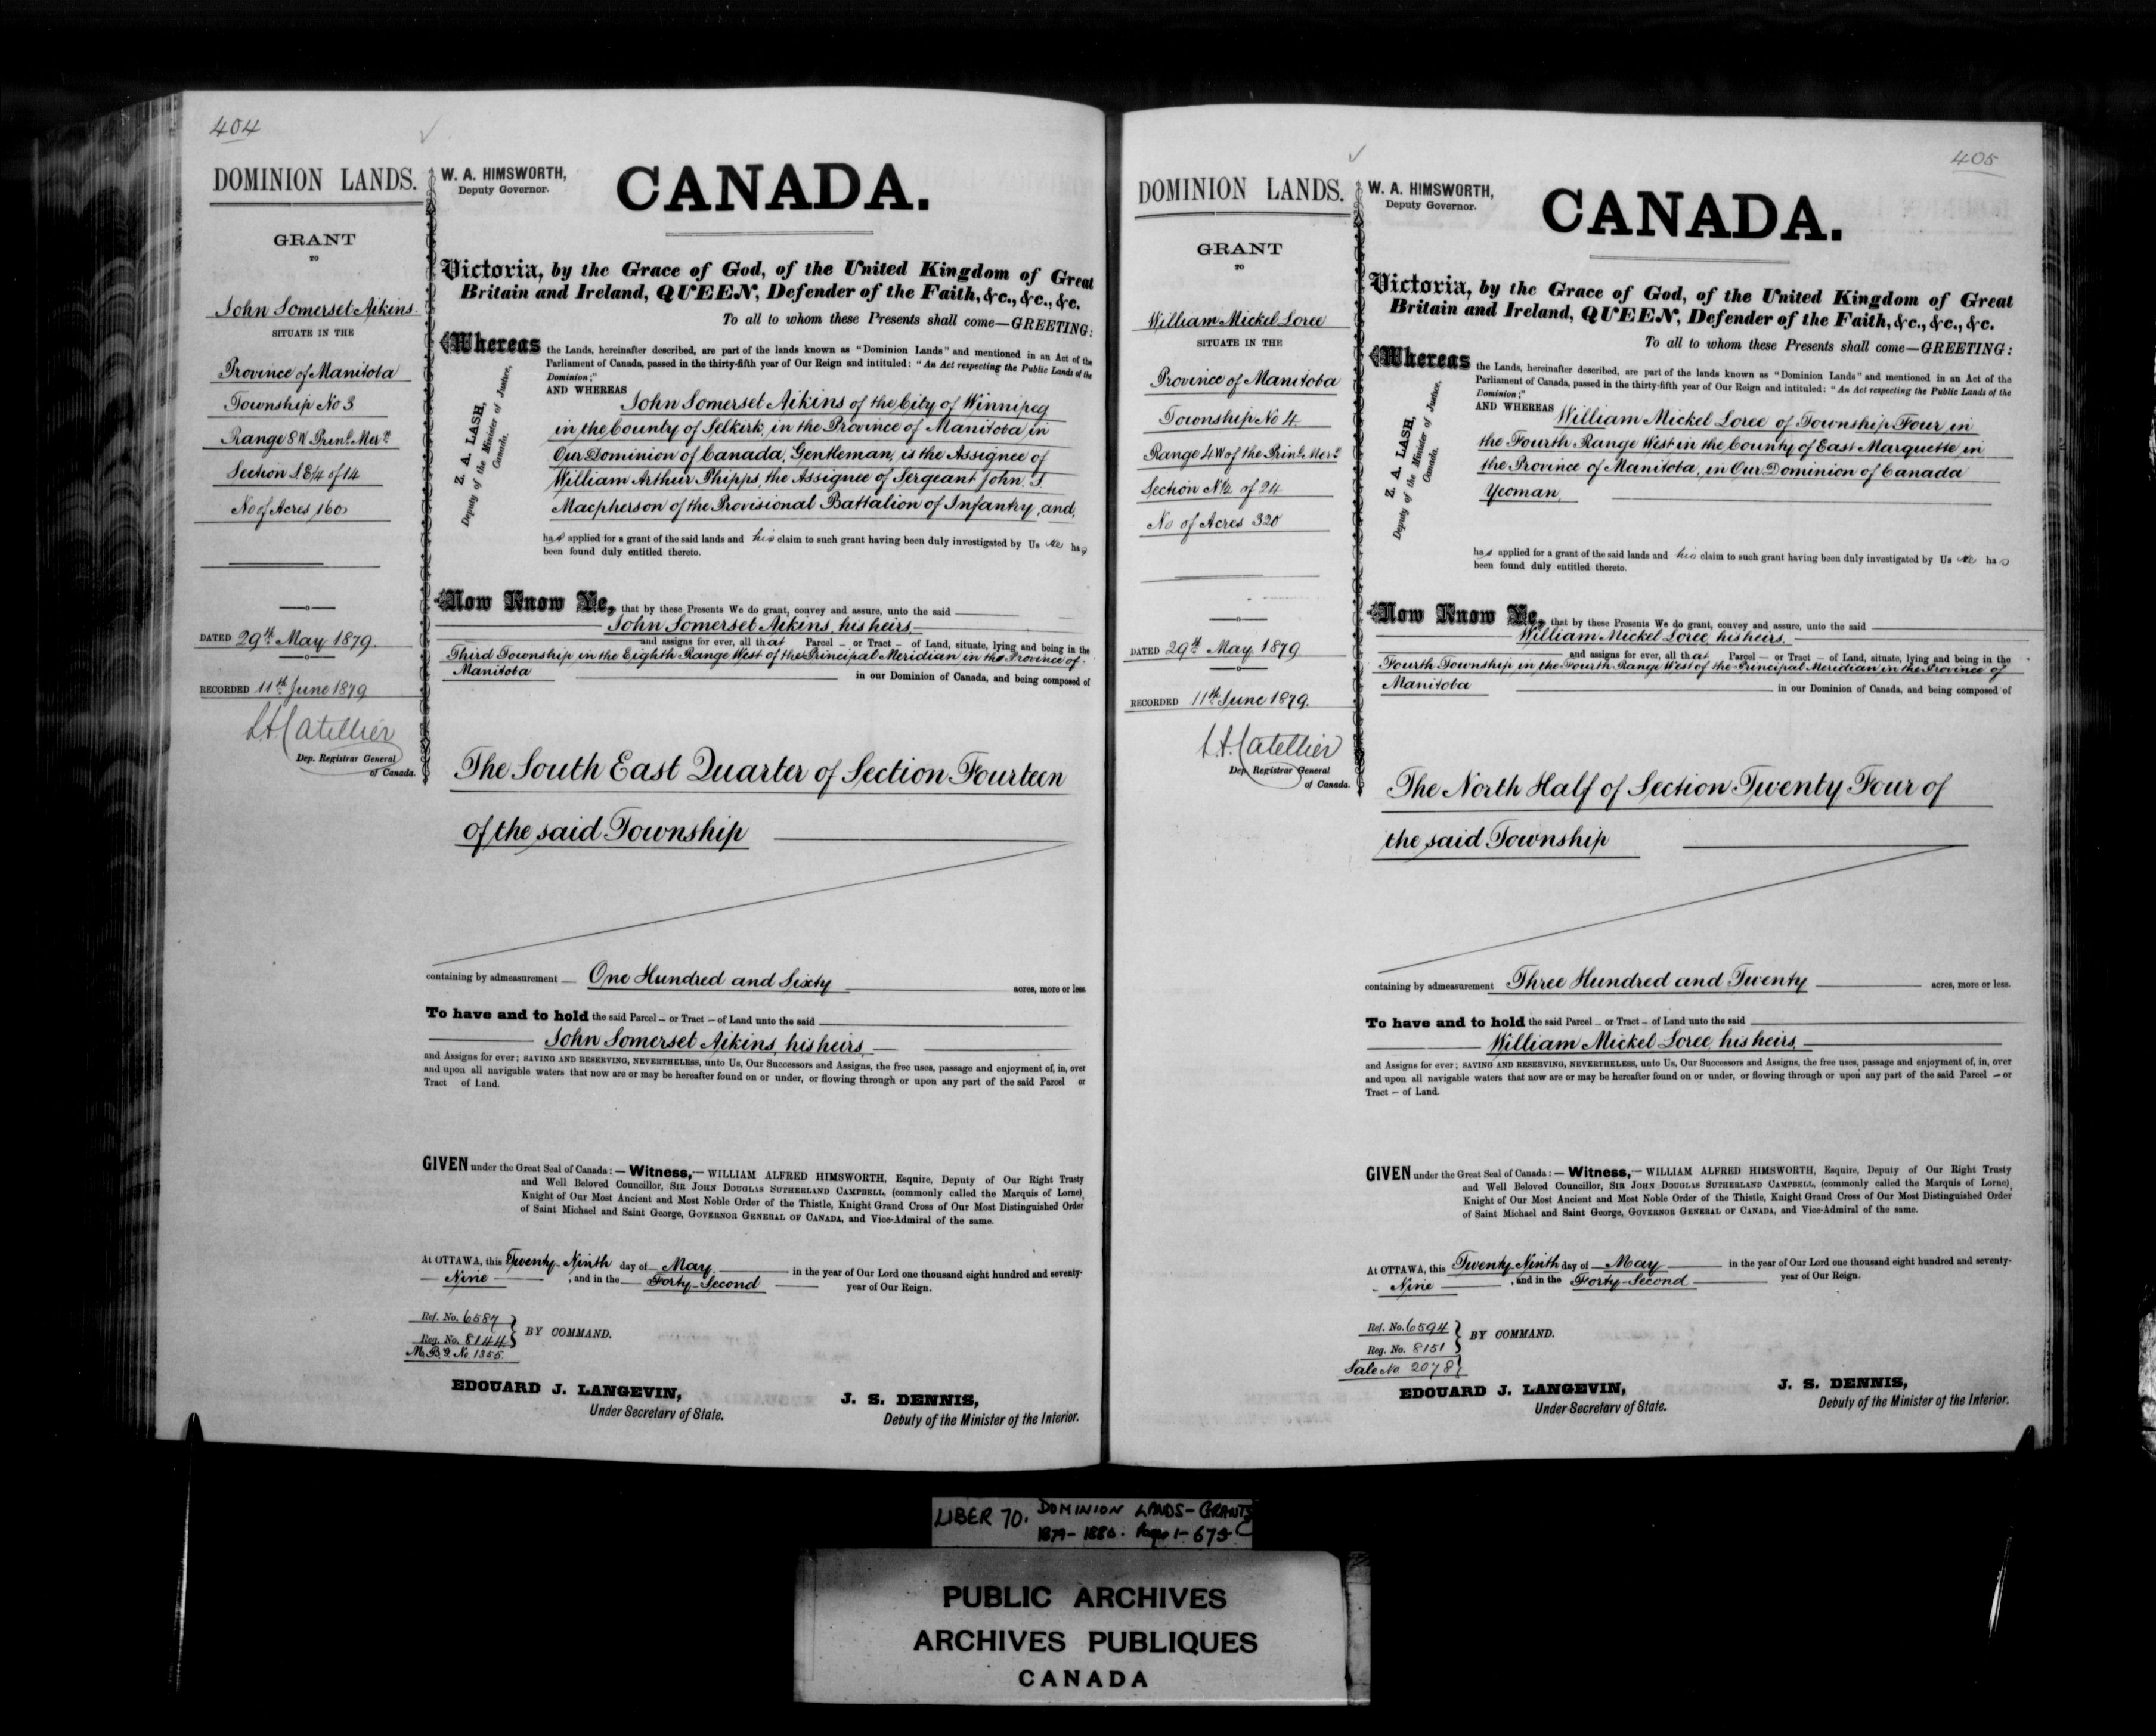 404
DOMINION LANDS.
GRANT
TO
John Somerset Aikins
SITUATE IN THE
Province of Manitoba
Township No 3
Range 8 W Prinl. Mern.
Section S.E¼ of 14
No of Acres 160
DATED 29th May 1879.
RECORDED 11th June 1879
L.A. Catellier
Dep. Registrar General
of Canada.
W. A. HIMSWORTH,
Deputy Governor.
CANADA.
Victoria, by the Grace of God, of the United Kingdom of Great
Britain and Ireland, QUEEN, Defender of the Faith, &c., &c., &c.
To all to whom these Presents shall come—GREETING:
Z. A. LASH,
Deputy of the Minister of Justice,
Canada.
Whereas the Lands, hereinafter described, are part of the lands known as "Dominion Lands" and mentioned in an Act of the
Parliament of Canada, passed in the thirty-fifth year of Our Reign and intituled: "An Act respecting the Public Lands of the
Dominion;"
AND WHEREAS John Somerset Aikins of the City of Winnipeg
in the County of Selkirk, in the Province of Manitoba in
Our Dominion of Canada, Gentleman, is the Assignee of
William Arthur Phipps, the Assignee of Sergeant John. S
Macpherson of the Provisional Battalion of Infantry, and,
has applied for a grant of the said lands and his claim to such grant having been duly investigated by Us he has
been found duly entitled thereto.
Now Know Ye, that by these Presents We do grant, convey and assure, unto the said
John Somerset Aikins, his heirs
and assigns for ever, all that Parcel – or Tract – of Land, situate, lying and being in the
Third Township in the Eighth Range West of the Principal Meridian in the Province of
Manitoba in our Dominion of Canada, and being composed of
The South East Quarter of Section Fourteen
of the said Township
containing by admeasurement One Hundred and Sixty acres, more or less.
To have and to hold the said Parcel – or Tract – of Land unto the said
John Somerset Aikins, his heirs,
and Assigns for ever; SAVING AND RESERVING, NEVERTHELESS, unto Us, Our Successors and Assigns, the free uses, passage and enjoyment of, in, over
and upon all navigable waters that now are or may be hereafter found on or under, or flowing through or upon any part of the said Parcel or
Tract of Land.
GIVEN under the Great Seal of Canada: — Witness,— WILLIAM ALFRED HIMSWORTH, Esquire, Deputy of Our Right Trusty
and Well Beloved Councillor, SIR JOHN DOUGLAS SUTHERLAND CAMPBELL, (commonly called the Marquis of Lorne),
Knight of Our Most Ancient and Most Noble Order of the Thistle, Knight Grand Cross of Our Most Distinguished Order
of Saint Michael and Saint George, GOVERNOR GENERAL OF CANADA, and Vice-Admiral of the same.
At OTTAWA, this Twenty-Ninth day of May in the year of Our Lord one thousand eight hundred and seventy-
Nine, and in the Forty-Second year of Our Reign.
Ref. No. 6587
Reg. No. 8144
M.B.G No. 1355
BY COMMAND.
EDOUARD J. LANGEVIN,
Under Secretary of State.
J. S. DENNIS,
Deputy of the Minister of the Interior.
405
DOMINION LANDS.
GRANT
TO
William Mickel Loree
SITUATE IN THE
Province of Manitoba
Township No 4
Range 4 W of the Prinl. Mern
Section N½ of 24
No of Acres 320
DATED 29th May 1879
RECORDED 11th June 1879.
L.A. Catellier
Dep. Registrar General
of Canada.
W. A. HIMSWORTH,
Deputy Governor.
CANADA.
Victoria, by the Grace of God, of the United Kingdom of Great
Britain and Ireland, QUEEN, Defender of the Faith, &c., &c., &c.
To all to whom these Presents shall come—GREETING:
Z. A. LASH,
Deputy of the Minister of Justice,
Canada.
Whereas the Lands, hereinafter described, are part of the lands known as "Dominion Lands" and mentioned in an Act of the
Parliament of Canada, passed in the thirty-fifth year of Our Reign and intituled: "An Act respecting the Public Lands of the
Dominion;"
AND WHEREAS William Mickel Loree of Township Four in
the Fourth Range West in the County of East Marquette in
the Province of Manitoba, in Our Dominion of Canada
Yeoman,
has applied for a grant of the said lands and his claim to such grant having been duly investigated by Us he has
been found duly entitled thereto.
Now Know Ye, that by these Presents We do grant, convey and assure, unto the said
William Mickel Loree, his heirs,
and assigns for ever, all that Parcel – or Tract – of Land, situate, lying and being in the
Fourth Township in the Fourth Range West of the Principal Meridian in the Province of
Manitoba in our Dominion of Canada, and being composed of
The North Half of Section Twenty Four of
the said Township
containing by admeasurement Three Hundred and Twenty acres, more or less.
To have and to hold the said Parcel – or Tract – of Land unto the said
William Mickel Loree, his heirs,
and Assigns for ever; SAVING AND RESERVING, NEVERTHELESS, unto Us, Our Successors and Assigns, the free uses, passage and enjoyment of, in, over
and upon all navigable waters that now are or may be hereafter found on or under, or flowing through or upon any part of the said Parcel – or
Tract – of Land.
GIVEN under the Great Seal of Canada: — Witness,— WILLIAM ALFRED HIMSWORTH, Esquire, Deputy of Our Right Trusty
and Well Beloved Councillor, SIR JOHN DOUGLAS SUTHERLAND CAMPBELL, (commonly called the Marquis of Lorne),
Knight of Our Most Ancient and Most Noble Order of the Thistle, Knight Grand Cross of Our Most Distinguished Order
of Saint Michael and Saint George, GOVERNOR GENERAL OF CANADA, and Vice-Admiral of the same.
At OTTAWA, this Twenty-Ninth day of May in the year of Our Lord one thousand eight hundred and seventy-
Nine, and in the Forty-Second year of Our Reign.
Ref. No. 6594
Reg. No. 8151
Sale No 2078
BY COMMAND.
EDOUARD J. LANGEVIN,
Under Secretary of State.
J. S. DENNIS,
Deputy of the Minister of the Interior.
LIBER 70. DOMINION LANDS – GRANTS
1879 – 1880. Pages 1 – 675
PUBLIC ARCHIVES
ARCHIVES PUBLIQUES
CANADA